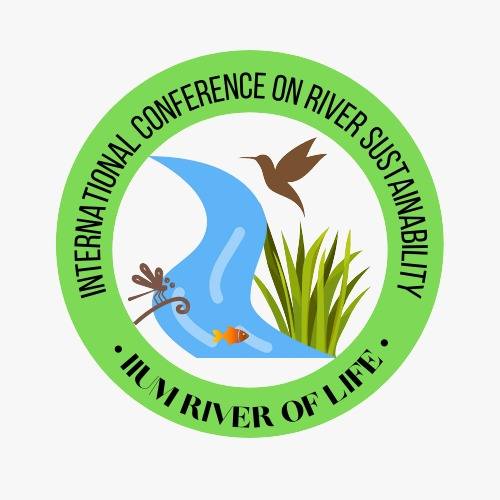 INTERNATIONAL CONFERENCE ON RIVER SUSTAINABILITY
• IIUM RIVER OF LIFE •